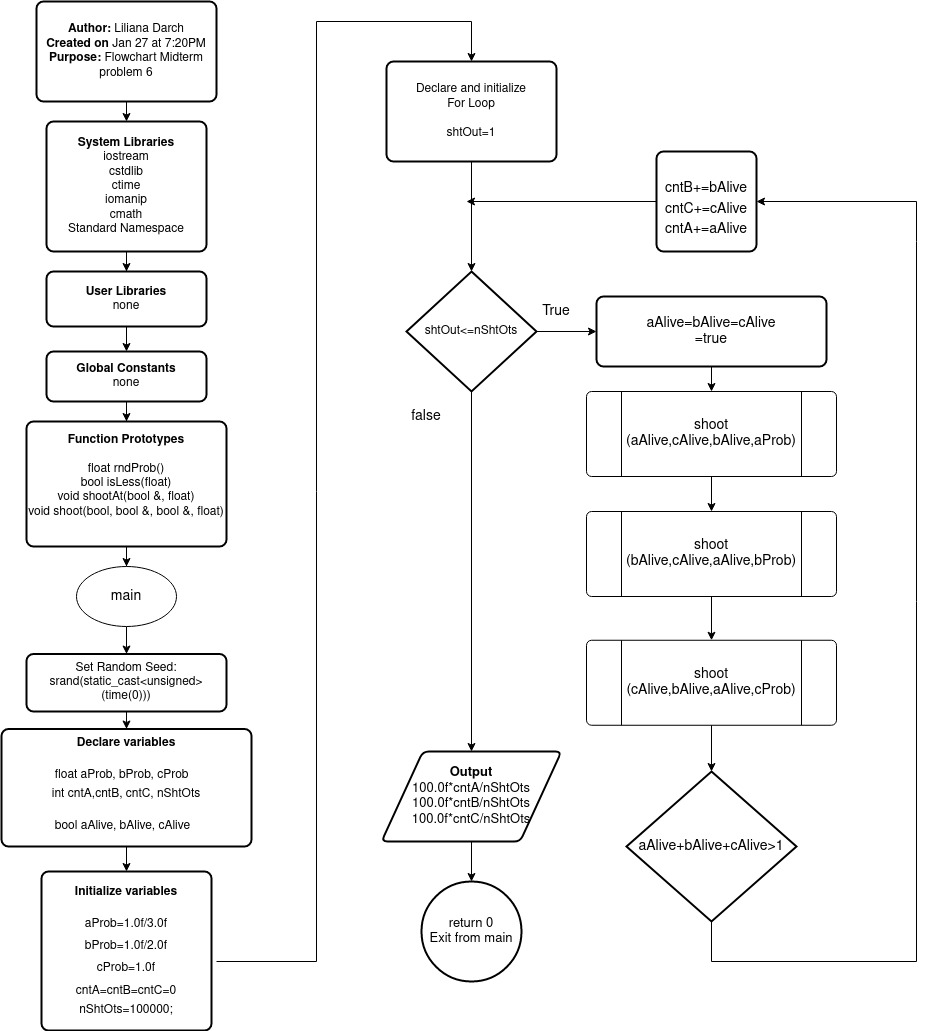 Author: Liliana Darch
Created on Jan 27 at 7:20PM
Purpose: Flowchart Midterm
problem 6
System Libraries
iostream
cstdlib
ctime
iomanip
cmath
Standard Namespace
User Libraries
none
Global Constants
none
Function Prototypes
float rndProb()
bool isLess(float)
void shootAt(bool &, float)
void shoot(bool, bool &, bool &, float)
main
Set Random Seed:
srand(static_cast<unsigned>
(time(0)))
Declare variables
float aProb, bProb, cProb
int cntA,cntB, cntC, nShtOts
bool aAlive, bAlive, cAlive
Initialize variables
aProb=1.0f/3.0f
bProb=1.0f/2.0f
cProb=1.0f
cntA=cntB=cntC=0
nShtOts=100000;
Declare and initialize
For Loop
shtOut=1
cntB+=bAlive
cntC+=cAlive
cntA+=aAlive
shtOut<=nShtOts
True
false
aAlive=bAlive=cAlive
=true
shoot
(aAlive,cAlive,bAlive,aProb)
shoot
(bAlive,cAlive,aAlive,bProb)
shoot
(cAlive,bAlive,aAlive,cProb)
aAlive+bAlive+cAlive>1
Output
100.0f*cntA/nShtOts
100.0f*cntB/nShtOts
100.0f*cntC/nShtOts
return 0
Exit from main